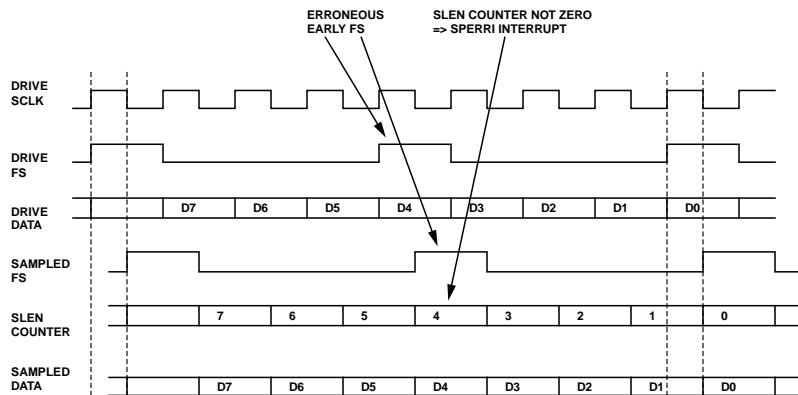 ERRONEOUS
EARLY FS
SLEN COUNTER NOT ZERO
=> SPERRI INTERRUPT
DRIVE
SCLK
DRIVE
FS
DRIVE
DATA
D7 D6 D5 D4 D3 D2 D1 D0
SAMPLED
FS
SLEN
COUNTER
7 6 5 4 3 2 1 0
SAMPLED
DATA
D7 D6 D5 D4 D3 D2 D1 D0